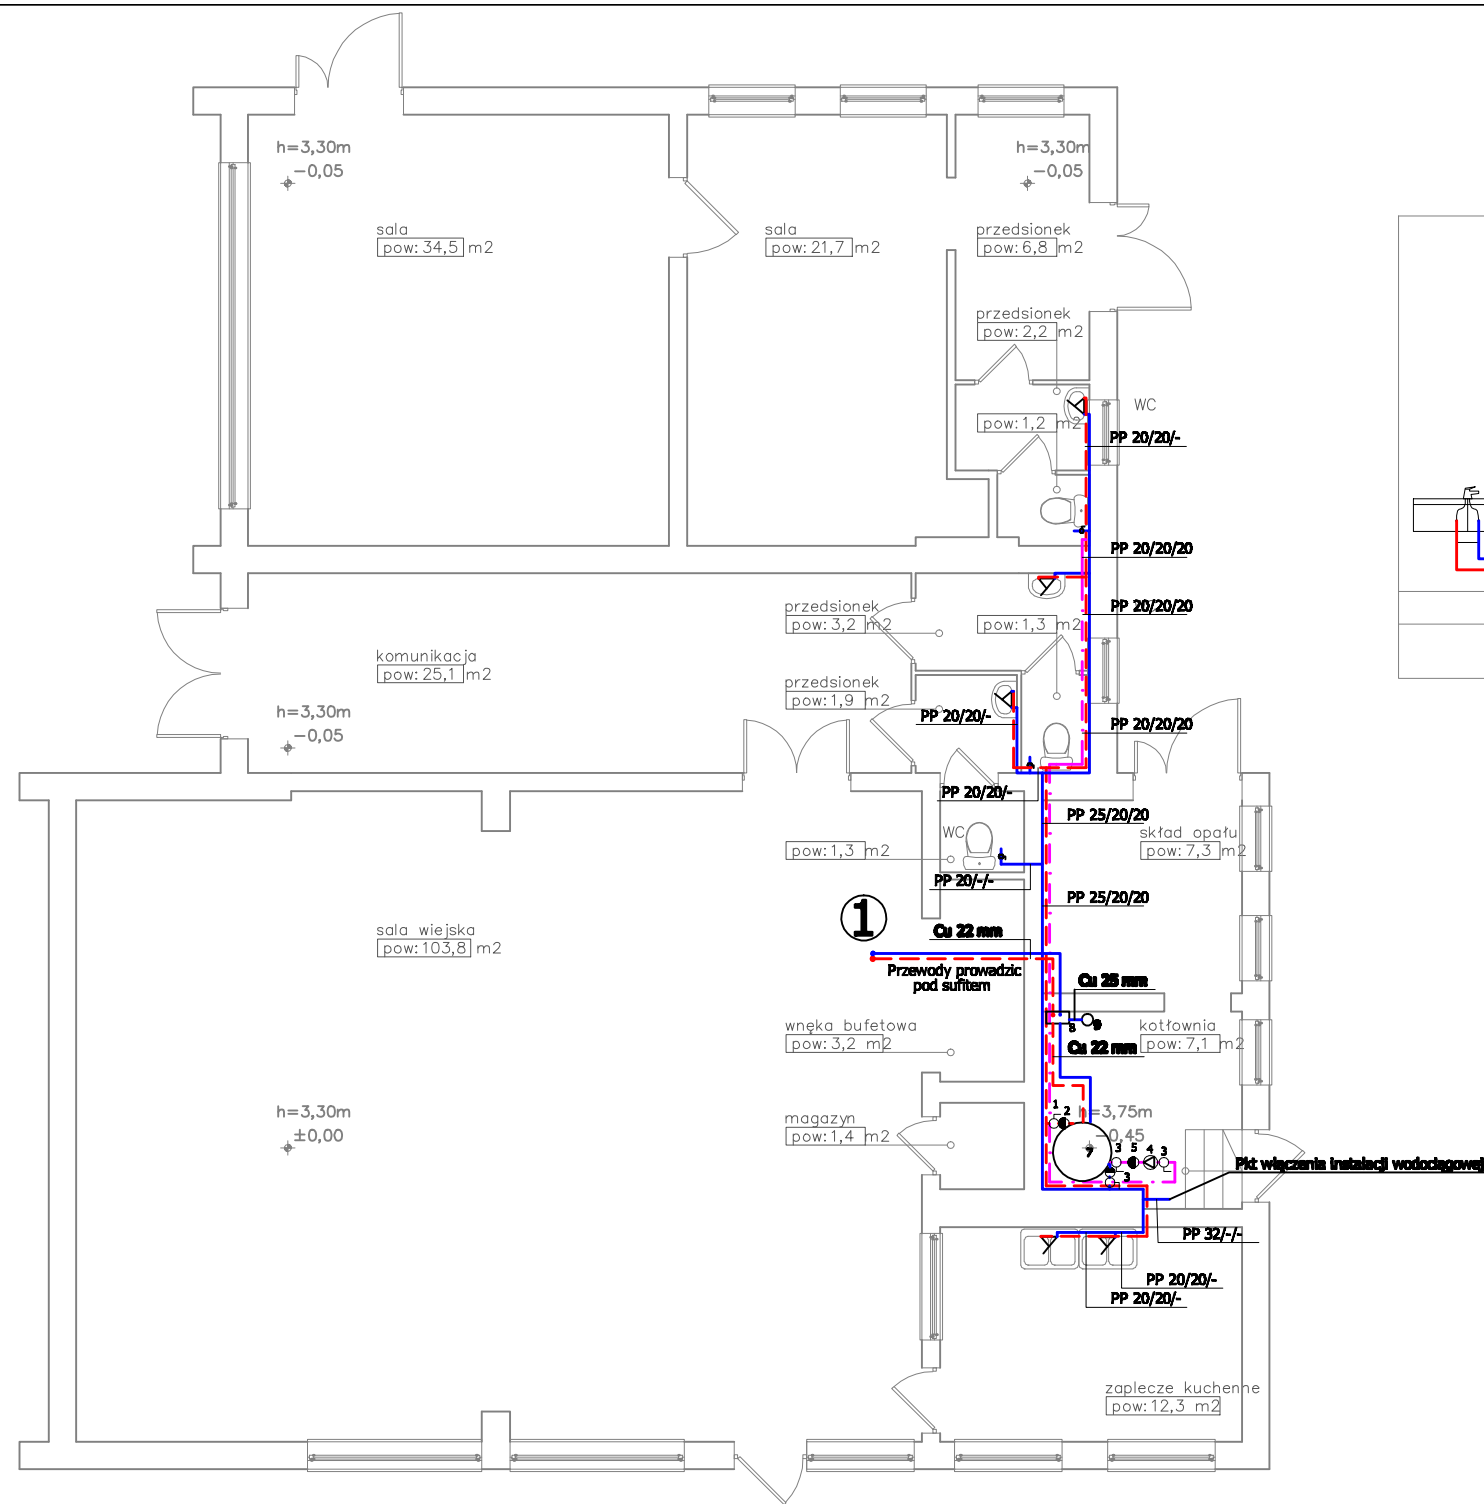 h=3,30m
-0,05
h=3,30m
-0,05
sala
pow: 34,5 m2
sala
pow: 21,7 m2
przedsionek
pow: 6,8 m2
przedsionek
pow: 2,2 m2
WC
pow: 1,2 m2
PP 20/20/-
PP 20/20/20
przedsionek
pow: 3,2 m2
pow: 1,3 m2
PP 20/20/20
komunikacja
pow: 25,1 m2
przedsionek
pow: 1,9 m2
h=3,30m
-0,05
PP 20/20/-
PP 20/20/20
PP 20/20/-
PP 25/20/20
WC
skład opału
pow: 7,3 m2
pow: 1,3 m2
PP 20/-/-
PP 25/20/20
1
sala wiejska
pow: 103,8 m2
Cu 22 mm
Przewody prowadzic
pod sufitem
Cu 25 mm
8
9
wnęka bufetowa
pow: 3,2 m2
kotłownia
pow: 7,1 m2
Cu 22 mm
h=3,30m
±0,00
magazyn
pow: 1,4 m2
1
2
h=3,75m
-0,45
7
3
5
4
3
3
Pkt włączenia instalacji wodociągowej
PP 32/-/-
PP 20/20/-
PP 20/20/-
zaplecze kuchenne
pow: 12,3 m2